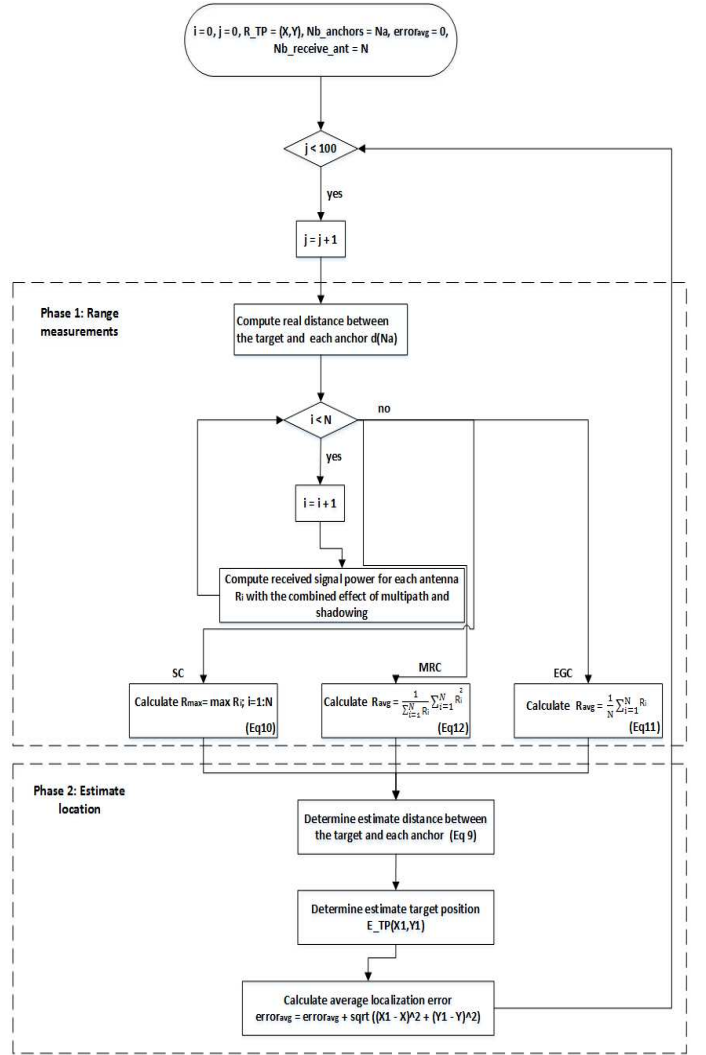 i = 0, j = 0, R_TP = (X,Y), Nb_anchors = Na, erroravg = 0,
Nb_receive_ant = N
j < 100
yes
j = j + 1
Phase 1: Range
measurements
Compute real distance between
the target and each anchor d(Na)
i < N
no
yes
i = i + 1
Compute received signal power for each antenna
Ri with the combined effect of multipath and
shadowing
SC
MRC
EGC
Calculate Rmax= max Ri; i=1:N
(Eq10)
Calculate Ravg = 1/(∑_{i=1}^{N} Ri) ∑_{i=1}^{N} Ri^2
(Eq12)
Calculate Ravg = 1/N ∑_{i=1}^{N} Ri
(Eq11)
Phase 2: Estimate
location
Determine estimate distance between
the target and each anchor (Eq 9)
Determine estimate target position
E_TP(X1,Y1)
Calculate average localization error
erroravg = erroravg + sqrt ((X1 - X)^2 + (Y1 - Y)^2)